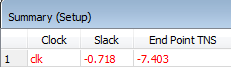 Summary (Setup)
Clock Slack End Point TNS
1 clk -0.718 -7.403